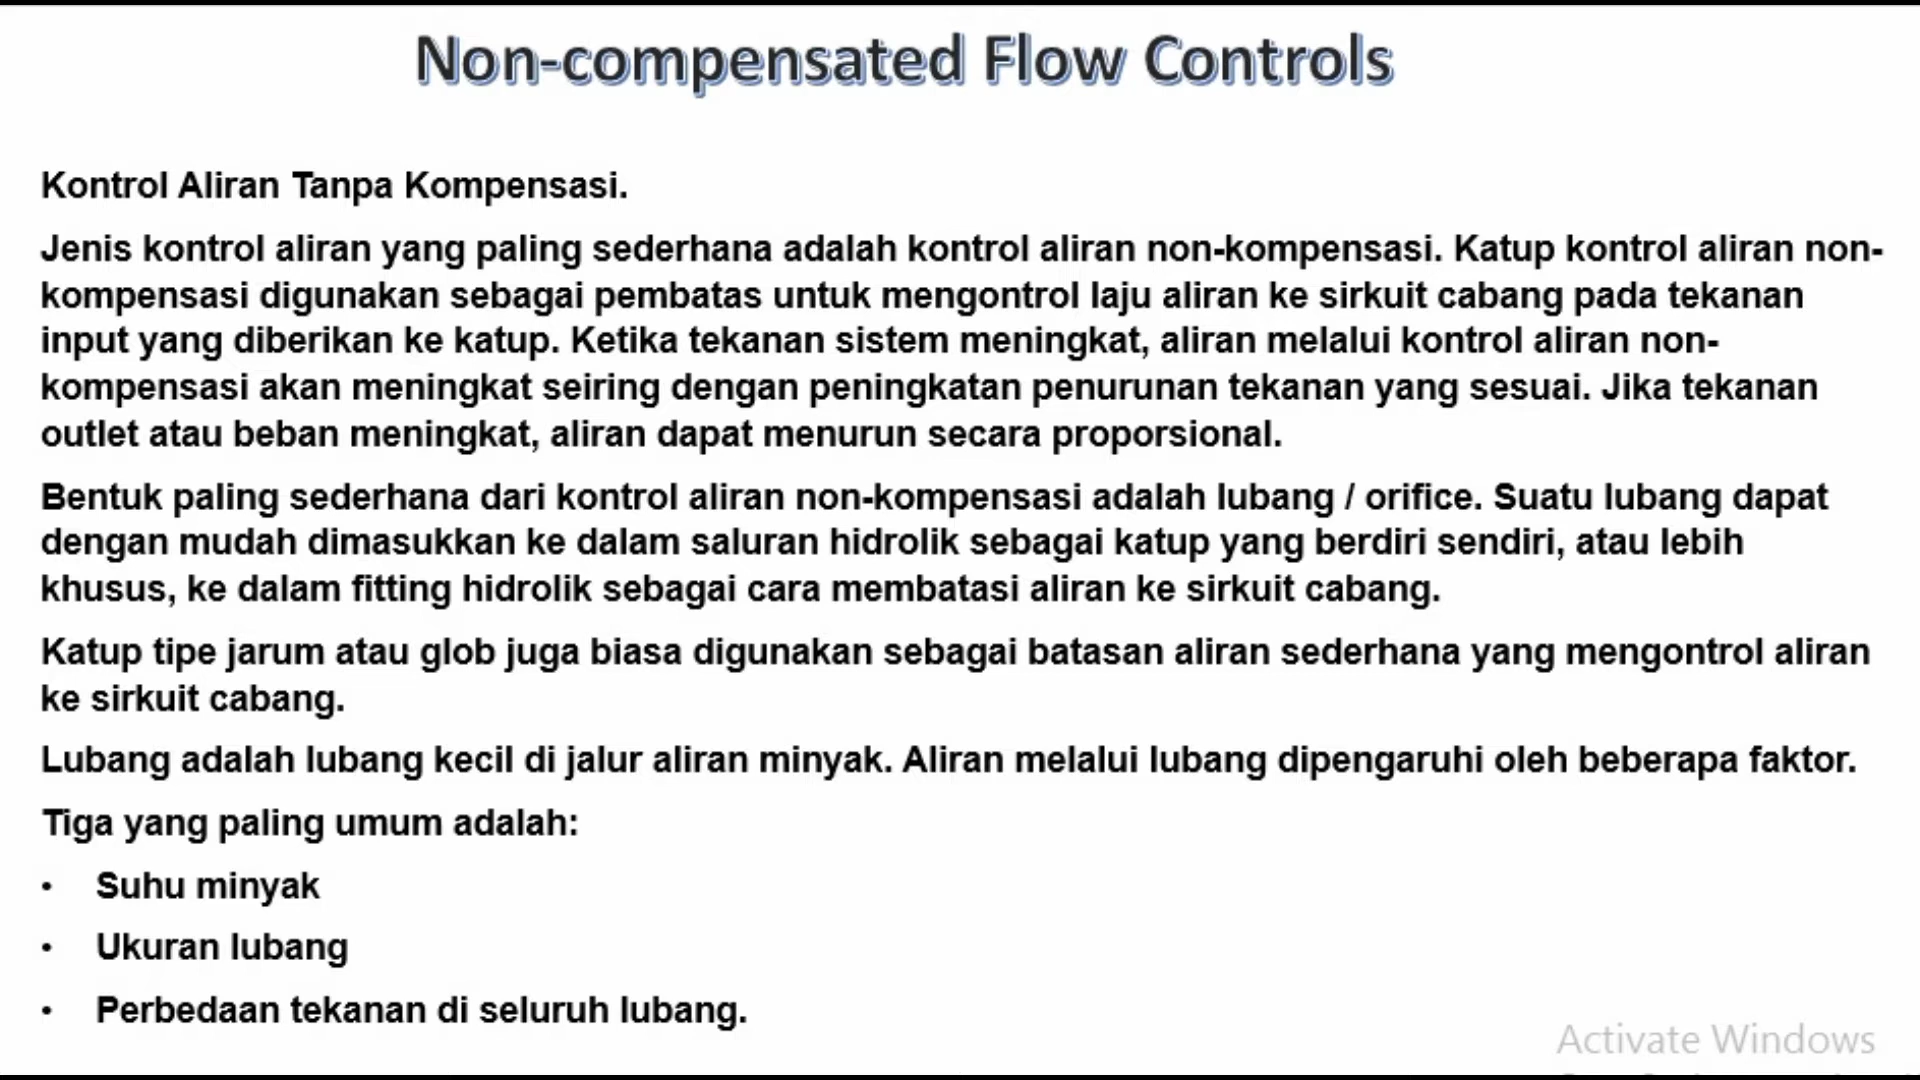 Non-compensated Flow Controls
Kontrol Aliran Tanpa Kompensasi.
Jenis kontrol aliran yang paling sederhana adalah kontrol aliran non-
kompensasi digunakan sebagai pembatas untuk mengontrol laju aliran ke sirkuit cabang pada tekanan
input yang diberikan ke katup. Ketika tekanan sistem meningkat, aliran melalui kontrol aliran non-
kompensasi akan meningkat seiring dengan peningkatan penurunan tekanan yang sesuai. Jika tekanan
outlet atau beban meningkat, aliran dapat menurun secara proporsional.
Bentuk paling sederhana dari kontrol aliran non-kompensasi adalah lubang / orifice. Suatu lubang dapat
dengan mudah dimasukkan ke dalam saluran hidrolik sebagai katup yang berdiri sendiri, atau lebih
khusus, ke dalam fitting hidrolik sebagai cara membatasi aliran ke sirkuit cabang.
Katup tipe jarum atau glob juga biasa digunakan sebagai batasan aliran sederhana yang mengontrol aliran
ke sirkuit cabang.
Lubang adalah lubang kecil di jalur aliran minyak. Aliran melalui lubang dipengaruhi oleh beberapa faktor.
Tiga yang paling umum adalah:
• Suhu minyak
• Ukuran lubang
• Perbedaan tekanan di seluruh lubang.
Activate Windows